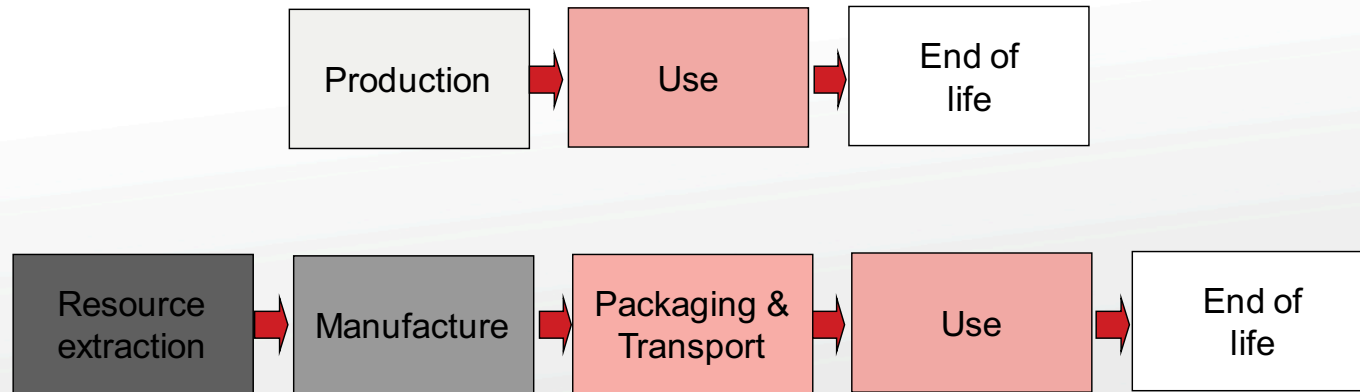 Production
Use
End of
life
Resource
extraction
Manufacture
Packaging &
Transport
Use
End of
life